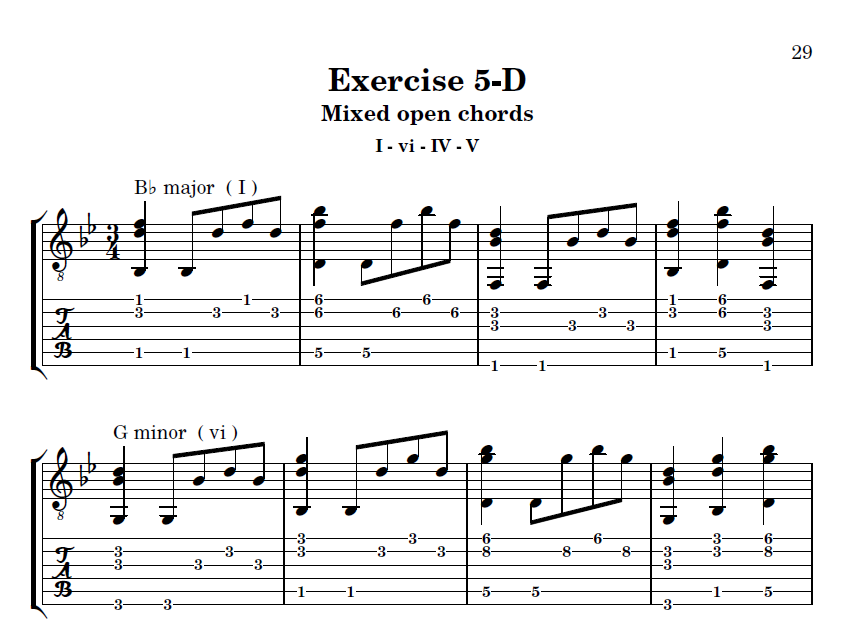 29
Exercise 5-D
Mixed open chords
I - vi - IV - V
B♭ major ( I )
3
4
8
T
A
B
1 1 6 6 1 6
3 3 3 6 6 6 3 3 6 3
3 3 3 3
1 1 5 5 1 5
1 1 1
G minor ( vi )
8
T
A
B
3 3 6 6 3 6
3 3 3 3 3 8 8 8 3 3 8
3 3 3 3
1 1 5 5 1 5
3 3 3